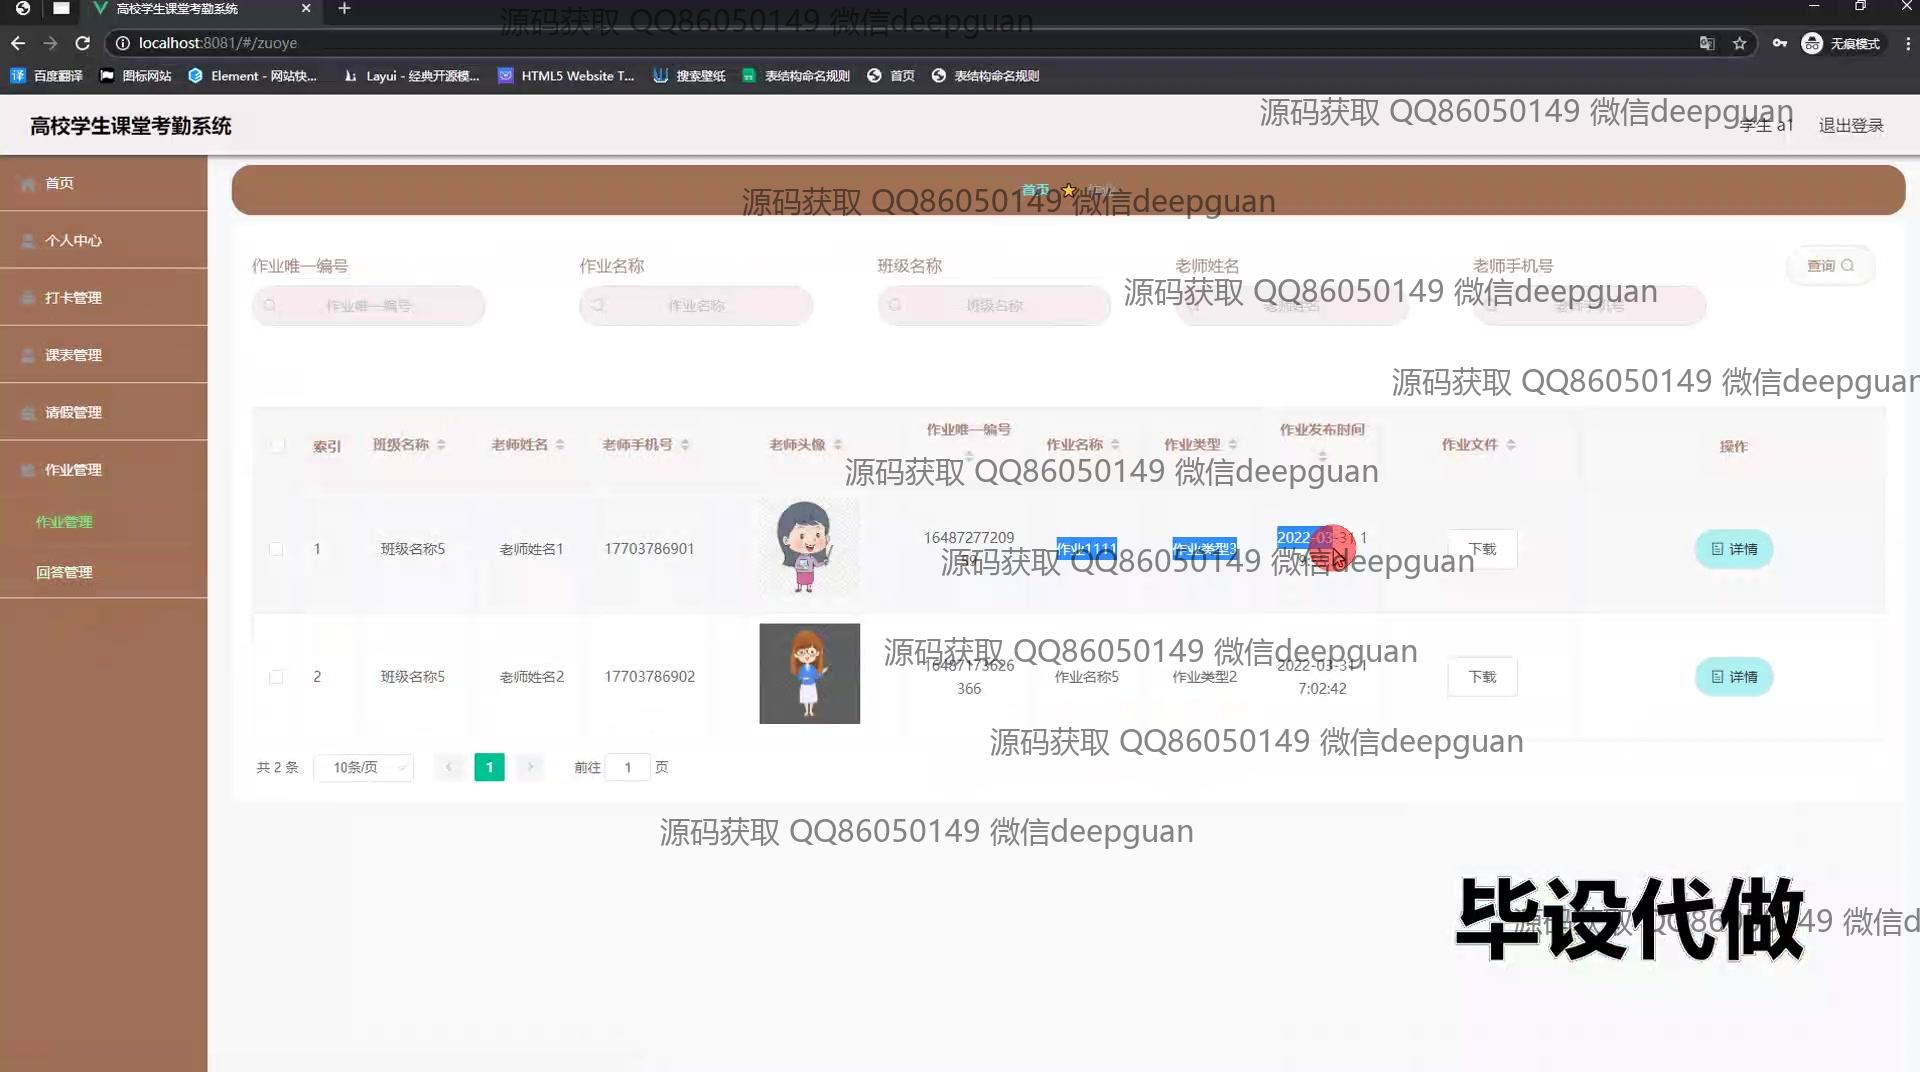 高校学生课堂考勤系统
localhost:8081/#/zuoye
无痕模式
百度翻译
图标网站
Element - 网站快...
Layui - 经典开源模...
HTML5 Website T...
搜索壁纸
表结构命名规则
首页
表结构命名规则
源码获取 QQ86050149 微信deepguan
高校学生课堂考勤系统
源码获取 QQ86050149 微信deepguan
学生 a1
退出登录
首页
个人中心
打卡管理
课表管理
请假管理
作业管理
作业管理
回答管理
首页
作业
源码获取 QQ86050149 微信deepguan
作业唯一编号
作业名称
班级名称
老师姓名
老师手机号
查询
作业唯一编号
作业名称
班级名称
老师姓名
老师手机号
源码获取 QQ86050149 微信deepguan
源码获取 QQ86050149 微信deepguan
索引
班级名称
老师姓名
老师手机号
老师头像
作业唯一编号
作业名称
作业类型
作业发布时间
作业文件
操作
源码获取 QQ86050149 微信deepguan
1
班级名称5
老师姓名1
17703786901
16487277209
作业1111
作业类型3
2022-03-31 1
下载
详情
源码获取 QQ86050149 微信deepguan
源码获取 QQ86050149 微信deepguan
2
班级名称5
老师姓名2
17703786902
16487173626
366
作业名称5
作业类型2
2022-03-31 1
7:02:42
下载
详情
源码获取 QQ86050149 微信deepguan
共 2 条
10条/页
1
前往
1
页
源码获取 QQ86050149 微信deepguan
毕设代做